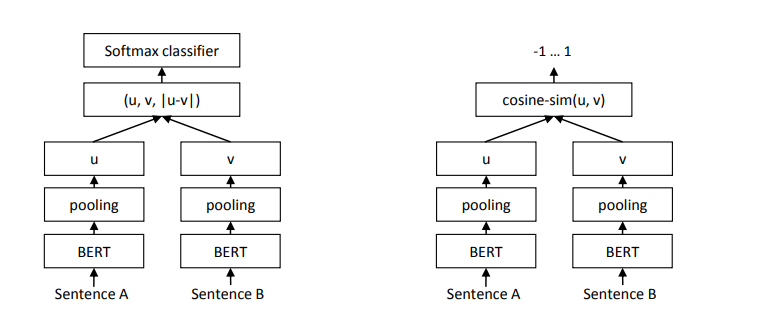 Softmax classifier
(u, v, |u-v|)
u
v
pooling
pooling
BERT
BERT
Sentence A
Sentence B
-1 … 1
cosine-sim(u, v)
u
v
pooling
pooling
BERT
BERT
Sentence A
Sentence B